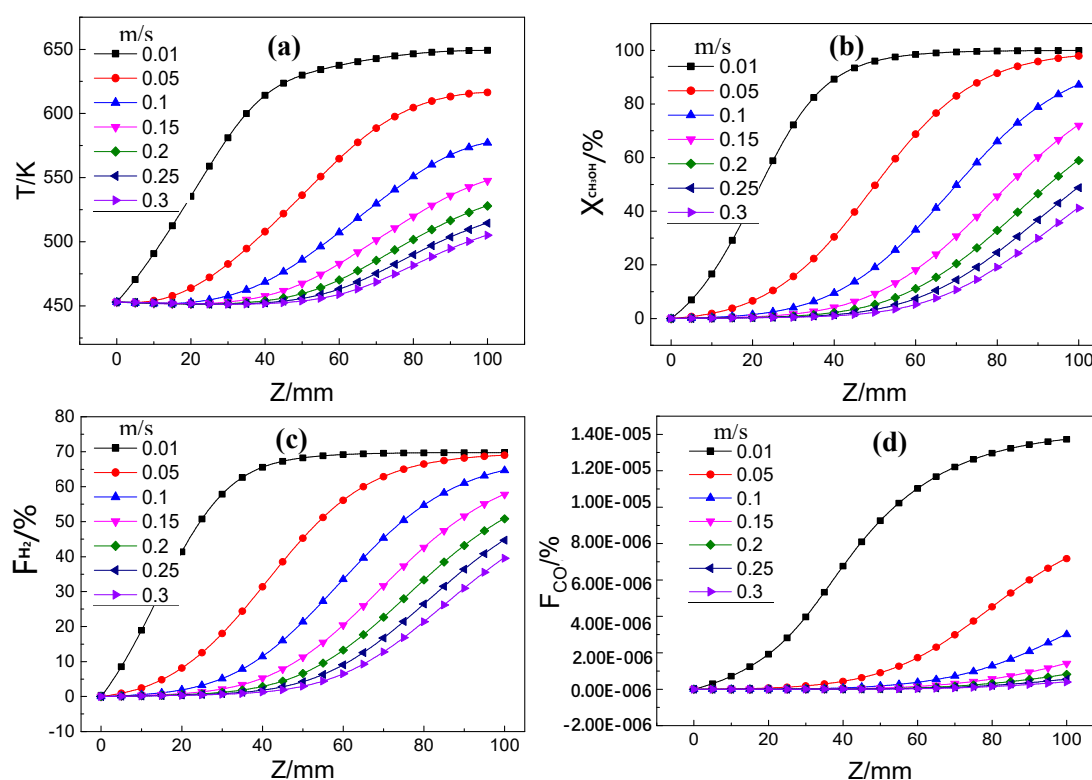 (a)
m/s
0.01
0.05
0.1
0.15
0.2
0.25
0.3
T/K
650
600
550
500
450
0 20 40 60 80 100
Z/mm
(b)
m/s
0.01
0.05
0.1
0.15
0.2
0.25
0.3
XCH3OH/%
100
80
60
40
20
0
0 20 40 60 80 100
Z/mm
(c)
m/s
0.01
0.05
0.1
0.15
0.2
0.25
0.3
FH2/%
80
70
60
50
40
30
20
10
0
-10
0 20 40 60 80 100
Z/mm
(d)
m/s
0.01
0.05
0.1
0.15
0.2
0.25
0.3
FCO/%
1.40E-005
1.20E-005
1.00E-005
8.00E-006
6.00E-006
4.00E-006
2.00E-006
0.00E-006
-2.00E-006
0 20 40 60 80 100
Z/mm